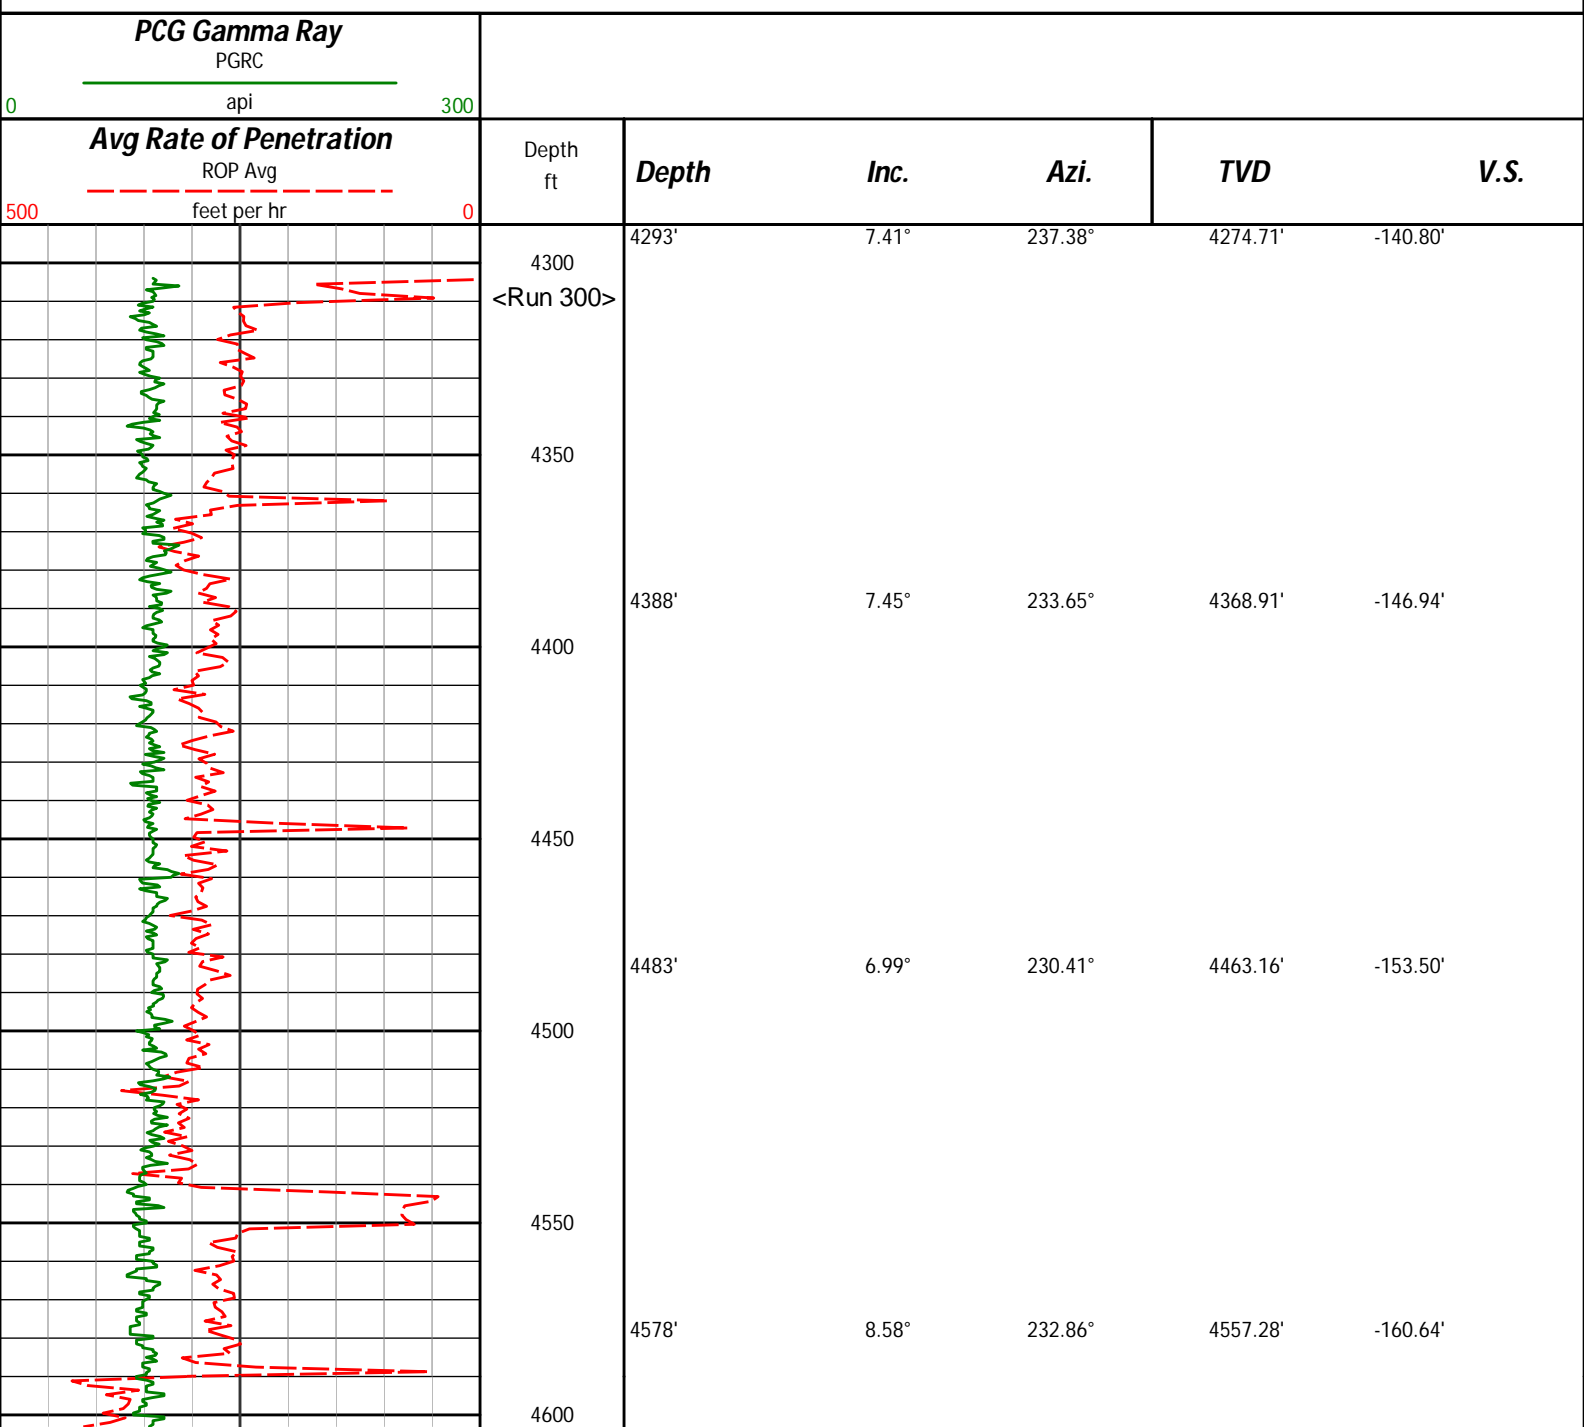 PCG Gamma Ray
PGRC
0 api 300
Avg Rate of Penetration
ROP Avg
500 feet per hr 0
Depth
ft
Depth Inc. Azi. TVD V.S.
4293' 7.41° 237.38° 4274.71' -140.80'
4300
<Run 300>
4350
4388' 7.45° 233.65° 4368.91' -146.94'
4400
4450
4483' 6.99° 230.41° 4463.16' -153.50'
4500
4550
4578' 8.58° 232.86° 4557.28' -160.64'
4600